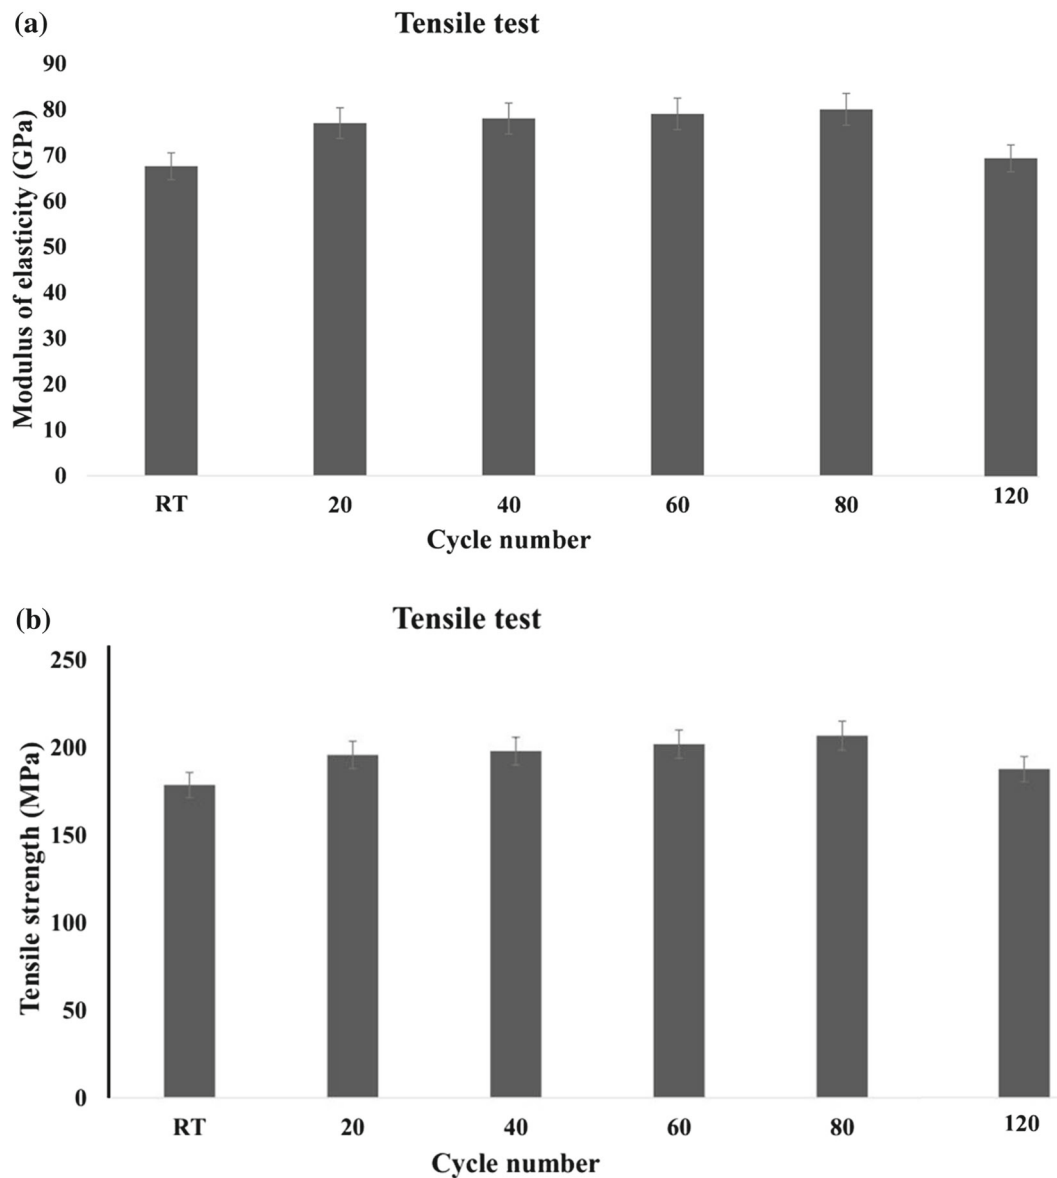 (a)
Tensile test
Modulus of elasticity (GPa)
90
80
70
60
50
40
30
20
10
0
RT 20 40 60 80 120
Cycle number
(b)
Tensile test
Tensile strength (MPa)
250
200
150
100
50
0
RT 20 40 60 80 120
Cycle number